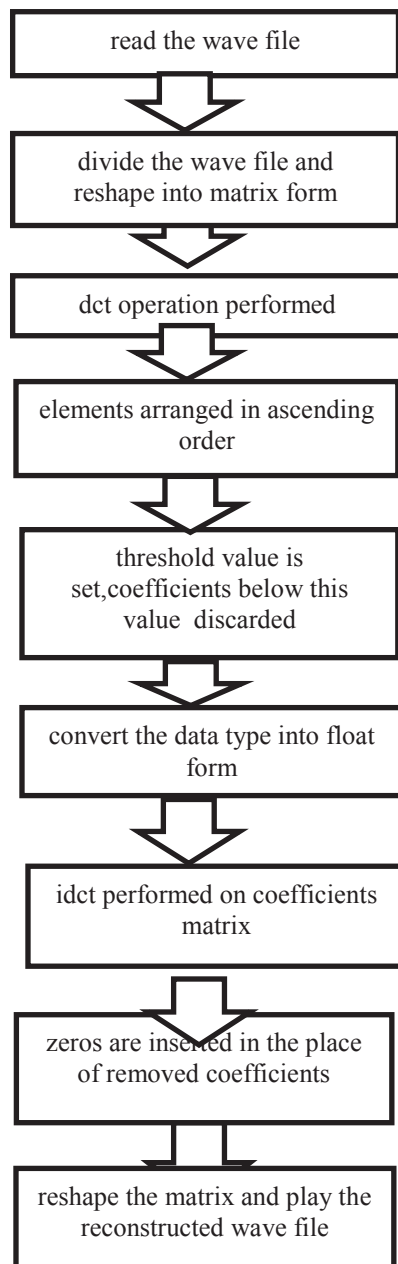 read the wave file
divide the wave file and
reshape into matrix form
dct operation performed
elements arranged in ascending
order
threshold value is
set,coefficients below this
value discarded
convert the data type into float
form
idct performed on coefficients
matrix
zeros are inserted in the place
of removed coefficients
reshape the matrix and play the
reconstructed wave file